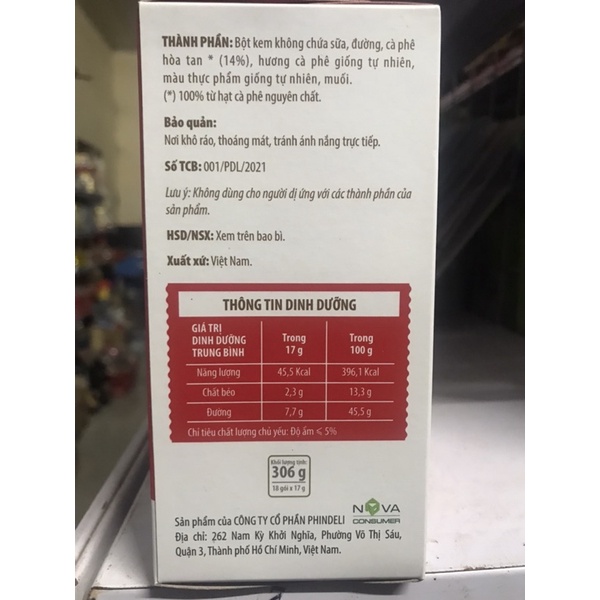 THÀNH PHẦN: Bột kem không chứa sữa, đường, cà phê
hòa tan * (14%), hương cà phê giống tự nhiên,
màu thực phẩm giống tự nhiên, muối.
(*) 100% từ hạt cà phê nguyên chất.
Bảo quản:
Nơi khô ráo, thoáng mát, tránh ánh nắng trực tiếp.
Số TCB: 001/PDL/2021
Lưu ý: Không dùng cho người dị ứng với các thành phần của
sản phẩm.
HSD/NSX: Xem trên bao bì.
Xuất xứ: Việt Nam.
THÔNG TIN DINH DƯỠNG
GIÁ TRỊ DINH DƯỠNG TRUNG BÌNH Trong 17 g Trong 100 g
Năng lượng 45,5 Kcal 396,1 Kcal
Chất béo 2,3 g 13,3 g
Đường 7,7 g 45,5 g
Chỉ tiêu chất lượng chủ yếu: Độ ẩm ⩽ 5%
Khối lượng tịnh:
306 g
18 gói x 17 g
NOVA
CONSUMER
Sản phẩm của CÔNG TY CỔ PHẦN PHINDELI
Địa chỉ: 262 Nam Kỳ Khởi Nghĩa, Phường Võ Thị Sáu,
Quận 3, Thành phố Hồ Chí Minh, Việt Nam.